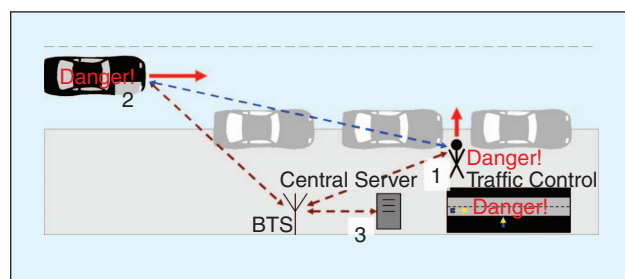 Danger!
2
1
Danger!
Central Server
Traffic Control
Danger!
BTS
3